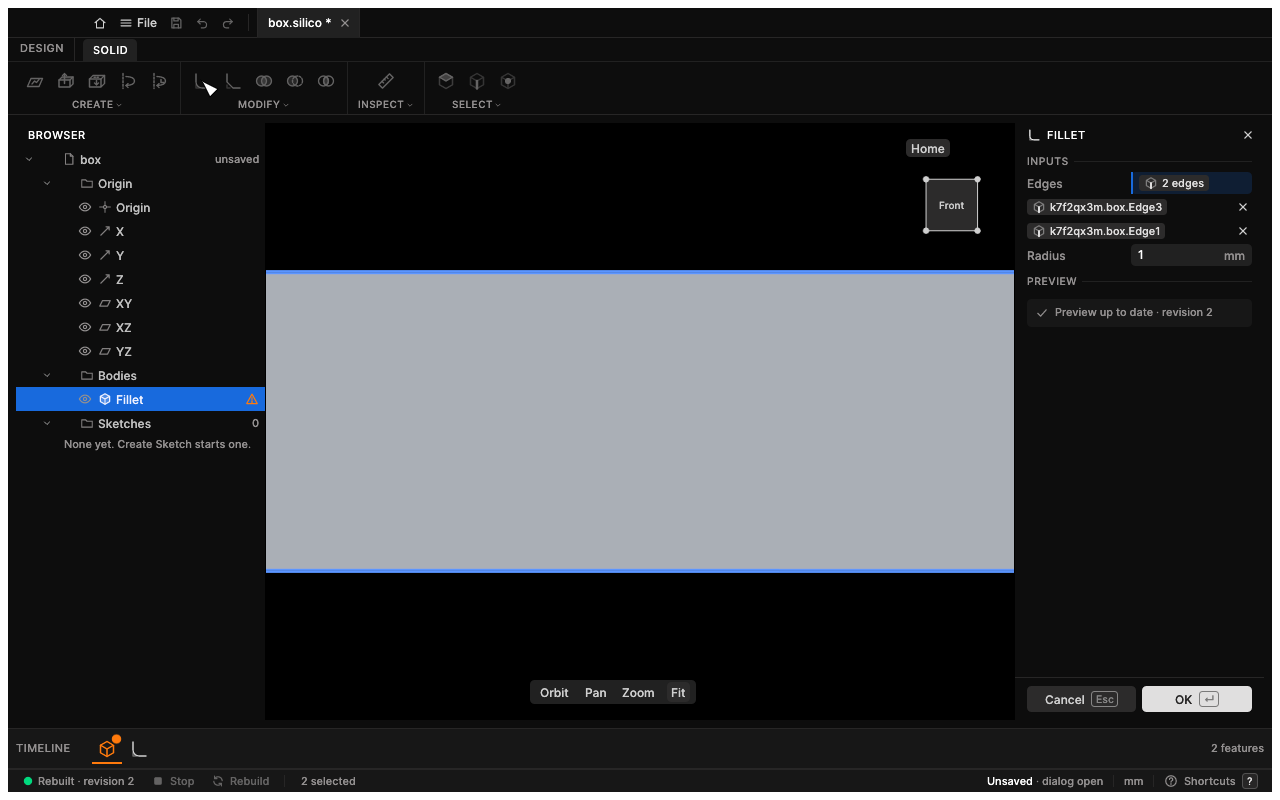 File
box.silico *
DESIGN
SOLID
CREATE
MODIFY
INSPECT
SELECT
BROWSER
box unsaved
Origin
Origin
X
Y
Z
XY
XZ
YZ
Bodies
Fillet
Sketches 0
None yet. Create Sketch starts one.
Home
Front
Orbit Pan Zoom Fit
FILLET
INPUTS
Edges 2 edges
k7f2qx3m.box.Edge3
k7f2qx3m.box.Edge1
Radius 1 mm
PREVIEW
Preview up to date · revision 2
Cancel Esc OK
TIMELINE 2 features
Rebuilt · revision 2 Stop Rebuild 2 selected Unsaved · dialog open mm Shortcuts ?